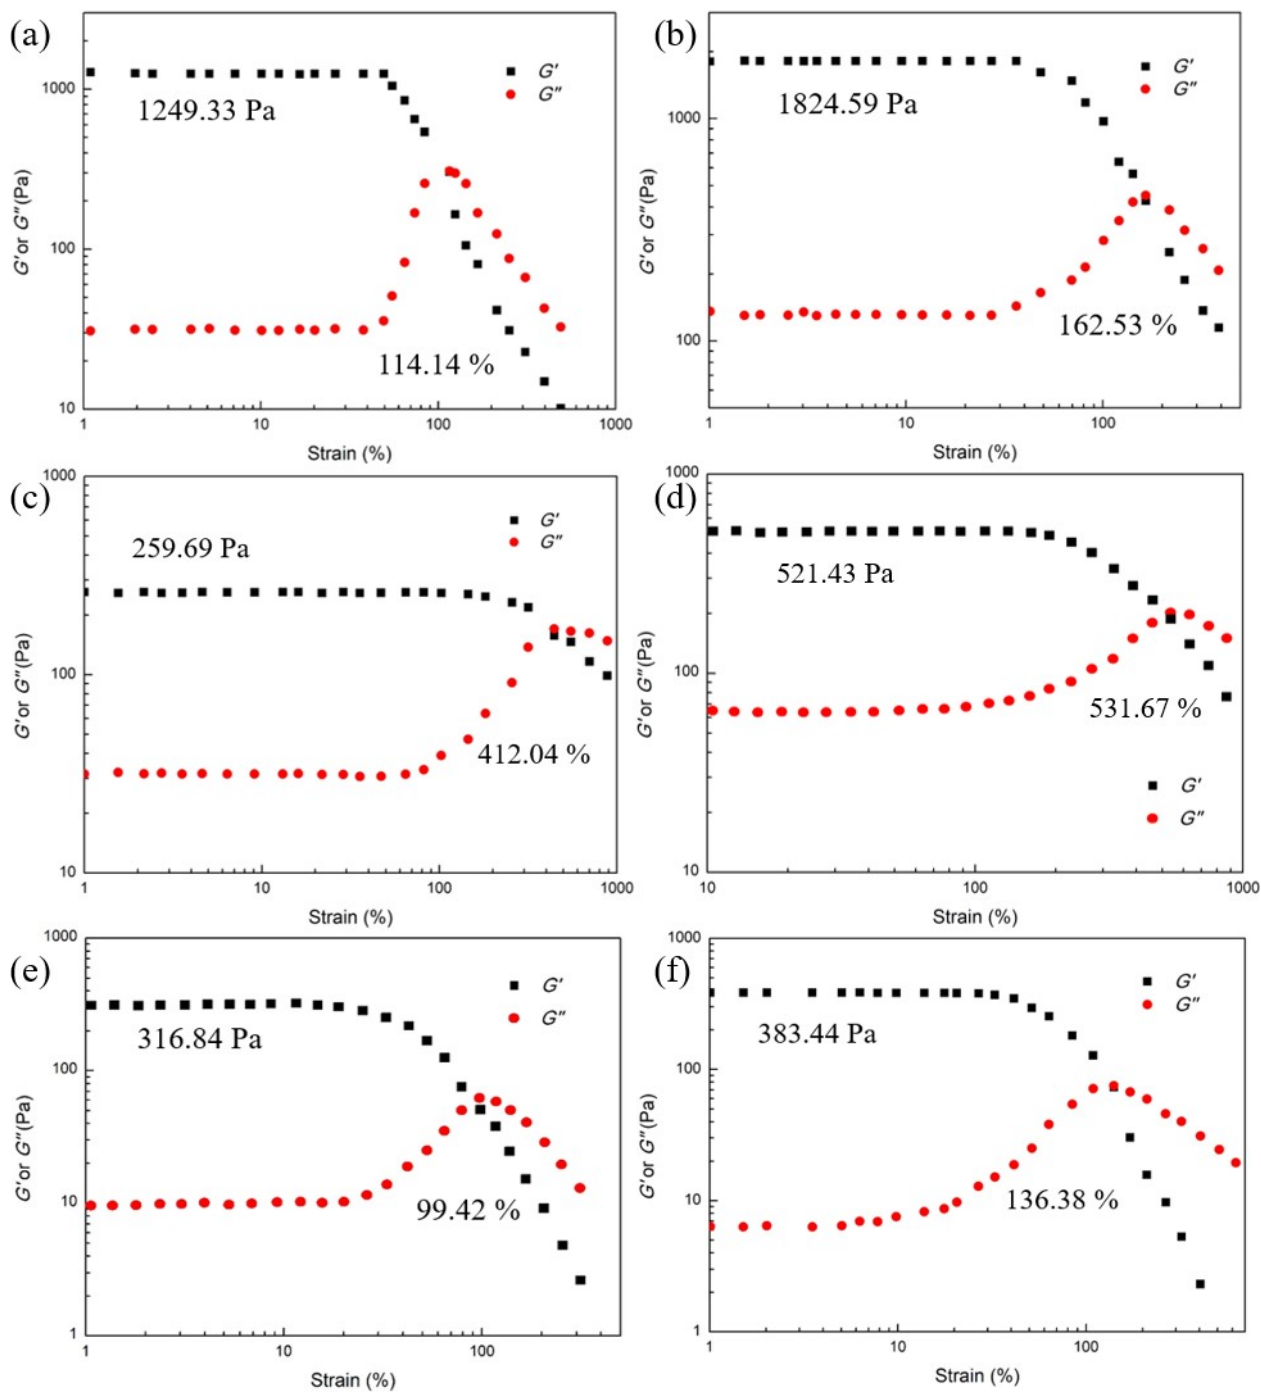 (a)
G'
G"
1249.33 Pa
114.14 %
1000
100
10
G' or G" (Pa)
1
10
100
1000
Strain (%)
(b)
G'
G"
1824.59 Pa
162.53 %
1000
100
G' or G" (Pa)
1
10
100
Strain (%)
(c)
G'
G"
259.69 Pa
412.04 %
1000
100
10
G' or G" (Pa)
1
10
100
1000
Strain (%)
(d)
521.43 Pa
531.67 %
G'
G"
1000
100
10
G' or G" (Pa)
10
100
1000
Strain (%)
(e)
G'
G"
316.84 Pa
99.42 %
1000
100
10
1
G' or G" (Pa)
1
10
100
Strain (%)
(f)
G'
G"
383.44 Pa
136.38 %
1000
100
10
1
G' or G" (Pa)
1
10
100
Strain (%)